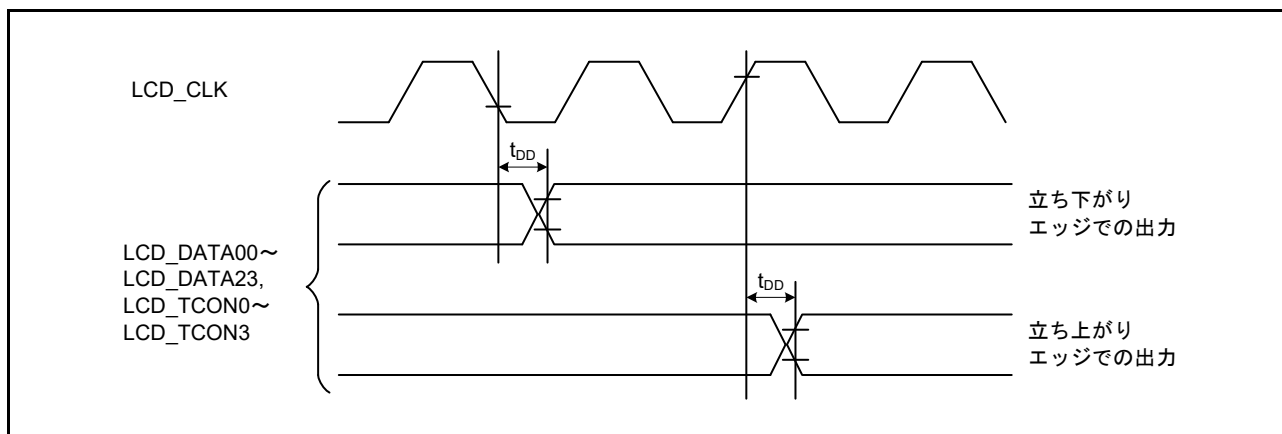 LCD_CLK
tDD
立ち下がり
エッジでの出力
LCD_DATA00～
LCD_DATA23,
LCD_TCON0～
LCD_TCON3
tDD
立ち上がり
エッジでの出力